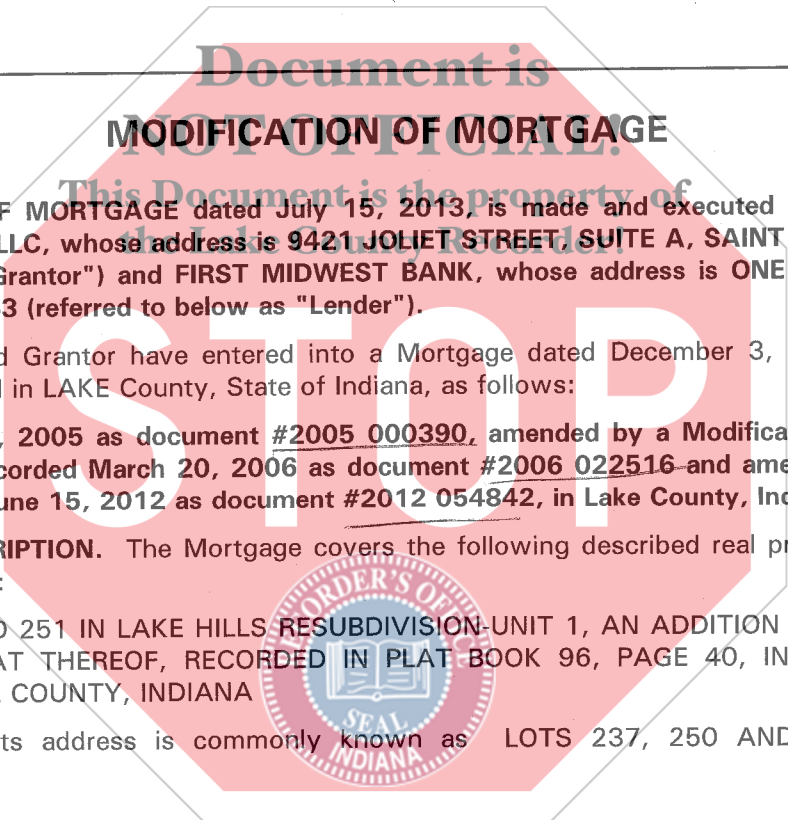 Document is
NOT OFFICIAL!
MODIFICATION OF MORTGAGE
This Document is the property of
the Lake County Recorder!
F MORTGAGE dated July 15, 2013, is made and executed
LLC, whose address is 9421 JOLIET STREET, SUITE A, SAINT
Grantor") and FIRST MIDWEST BANK, whose address is ONE
3 (referred to below as "Lender").
d Grantor have entered into a Mortgage dated December 3,
in LAKE County, State of Indiana, as follows:
, 2005 as document #2005 000390, amended by a Modifica
corded March 20, 2006 as document #2006 022516 and ame
une 15, 2012 as document #2012 054842, in Lake County, Ind
STOP
RIPTION. The Mortgage covers the following described real pr
:
D 251 IN LAKE HILLS RESUBDIVISION-UNIT 1, AN ADDITION
AT THEREOF, RECORDED IN PLAT BOOK 96, PAGE 40, IN
COUNTY, INDIANA
ts address is commonly known as LOTS 237, 250 AND
ORDER'S OFFICE
SEAL
INDIANA